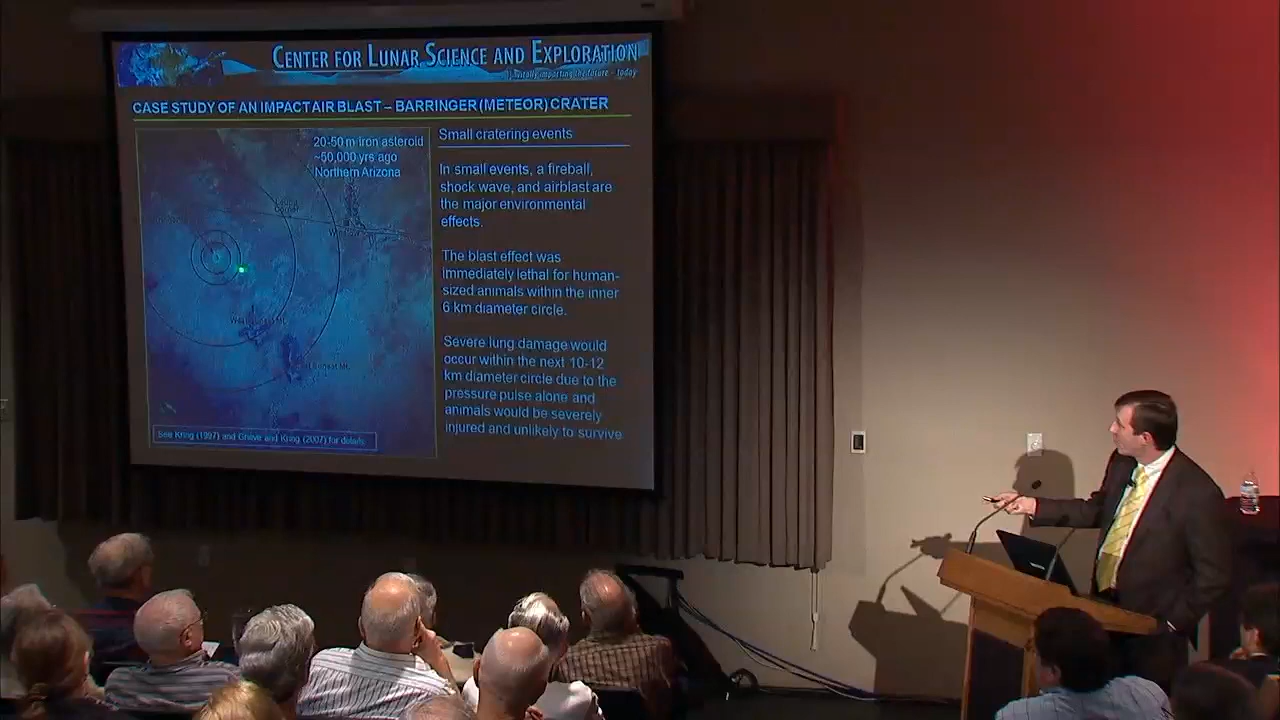 CENTER FOR LUNAR SCIENCE AND EXPLORATION
today
CASE STUDY OF AN IMPACT AIR BLAST – BARRINGER (METEOR) CRATER
20-50 m iron asteroid
~50,000 yrs ago
Northern Arizona
Small cratering events
In small events, a fireball,
shock wave, and airblast are
the major environmental
effects.
The blast effect was
immediately lethal for human-
sized animals within the inner
6 km diameter circle.
Severe lung damage would
occur within the next 10-12
km diameter circle due to the
pressure pulse alone and
animals would be severely
injured and unlikely to survive
See Kring (1997) and Grieve and Kring (2007) for details